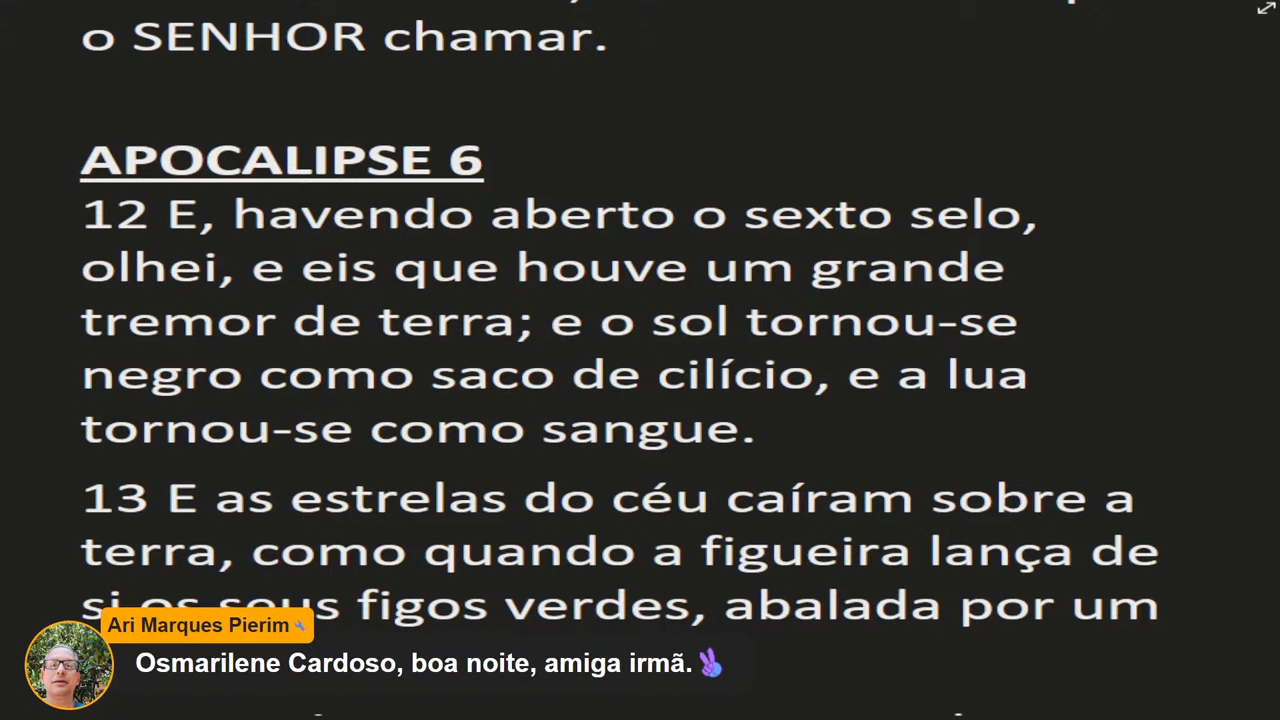 o SENHOR chamar.
APOCALIPSE 6
12 E, havendo aberto o sexto selo,
olhei, e eis que houve um grande
tremor de terra; e o sol tornou-se
negro como saco de cilício, e a lua
tornou-se como sangue.
13 E as estrelas do céu caíram sobre a
terra, como quando a figueira lança de
si os seus figos verdes, abalada por um
Ari Marques Pierim
Osmarilene Cardoso, boa noite, amiga irmã.